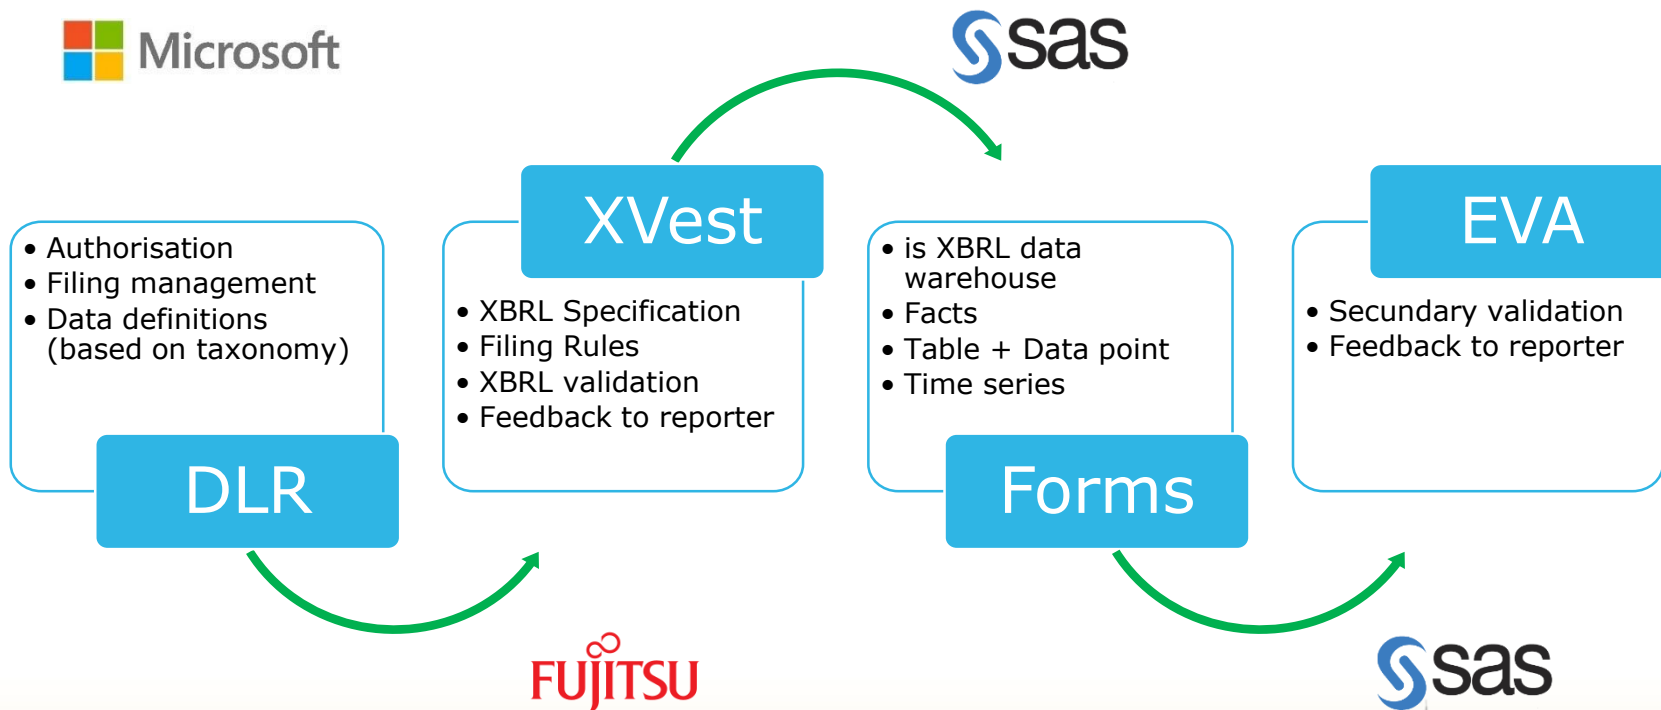 Microsoft
sas
• Authorisation
• Filing management
• Data definitions
(based on taxonomy)
DLR
XVest
• XBRL Specification
• Filing Rules
• XBRL validation
• Feedback to reporter
• is XBRL data
warehouse
• Facts
• Table + Data point
• Time series
Forms
EVA
• Secundary validation
• Feedback to reporter
FUJITSU
sas